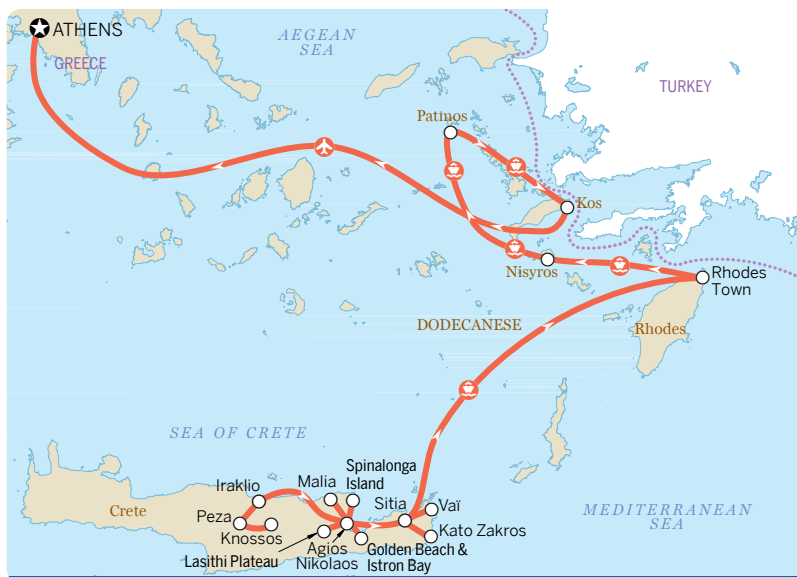 ATHENS
AEGEAN
SEA
GREECE
TURKEY
Patmos
Kos
Nisyros
Rhodes
Town
DODECANESE
Rhodes
SEA OF CRETE
Spinalonga
Island
Malia
Iraklio
Sitia
Vaï
Crete
Peza
Knossos
Kato Zakros
MEDITERRANEAN
SEA
Lasithi Plateau
Agios
Nikolaos
Golden Beach &
Istron Bay